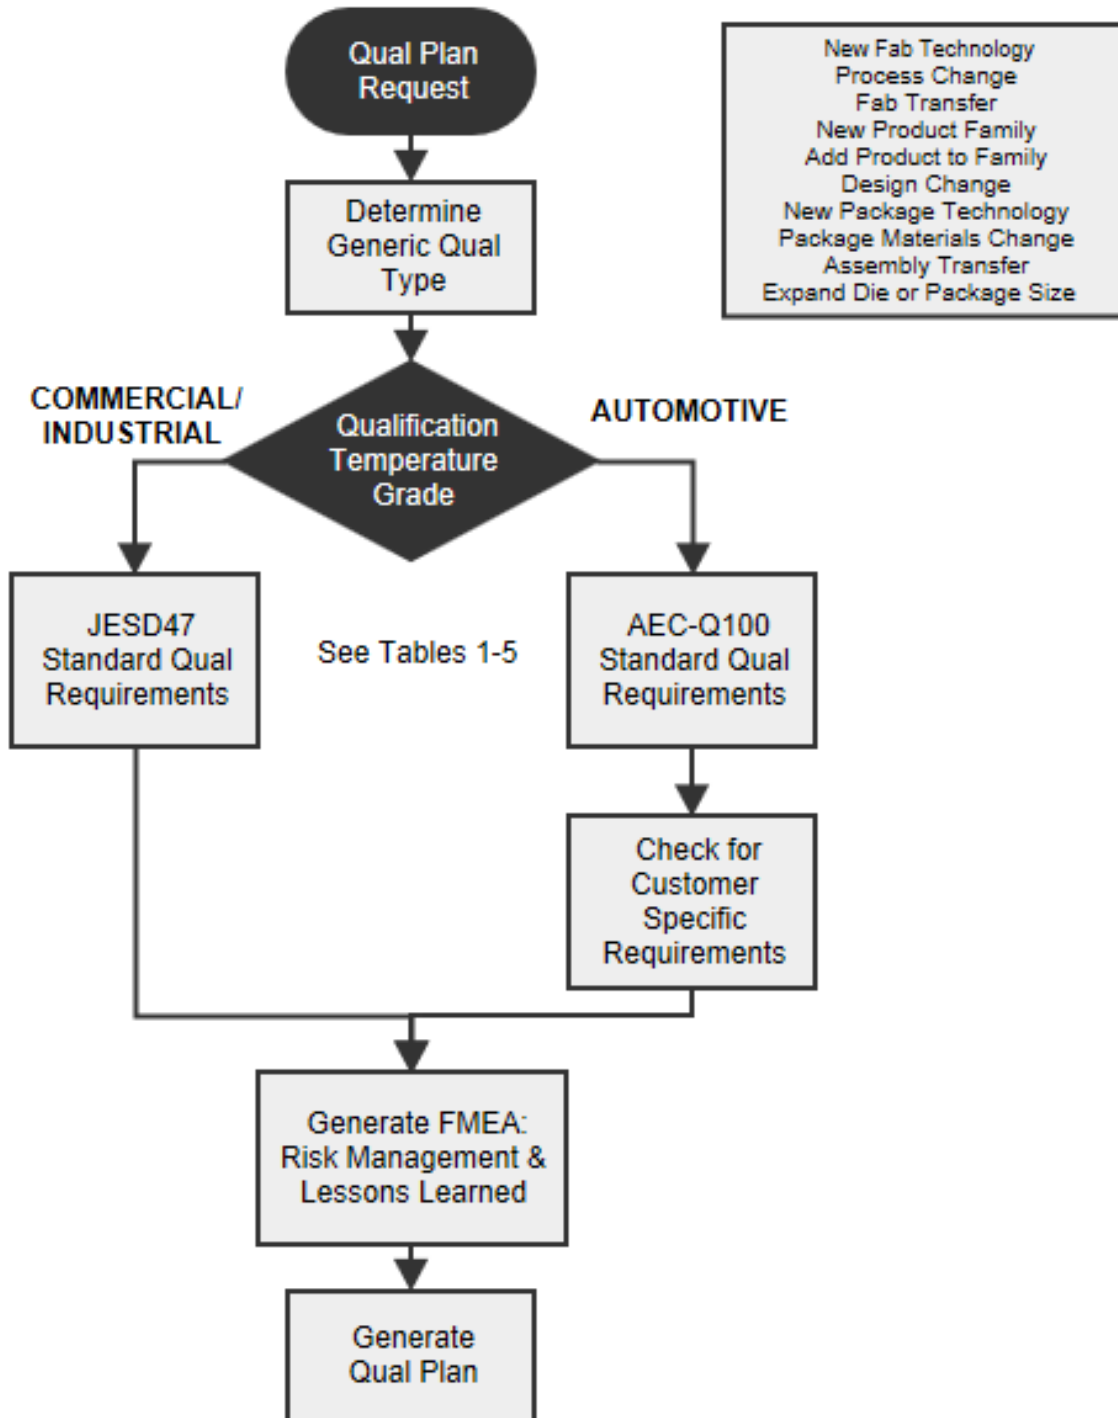 Qual Plan
Request
New Fab Technology
Process Change
Fab Transfer
New Product Family
Add Product to Family
Design Change
New Package Technology
Package Materials Change
Assembly Transfer
Expand Die or Package Size
Determine
Generic Qual
Type
COMMERCIAL/
INDUSTRIAL
Qualification
Temperature
Grade
AUTOMOTIVE
JESD47
Standard Qual
Requirements
See Tables 1-5
AEC-Q100
Standard Qual
Requirements
Check for
Customer
Specific
Requirements
Generate FMEA:
Risk Management &
Lessons Learned
Generate
Qual Plan